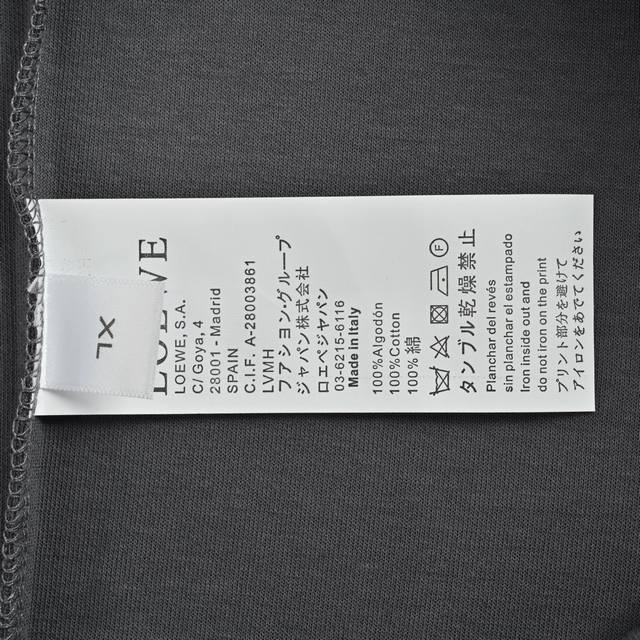 XL
LOEWE
LOEWE, S.A.
C/ Goya, 4
28001 - Madrid
SPAIN
C.I.F. A-28003861
LVMH
ファション・グループ
ジャパン株式会社
ロエベジャパン
03-6215-6116
Made in Italy
100%Algodón
100%Cotton
100%綿
F
タンブル乾燥禁止
Planchar del revés
sin planchar el estampado
Iron inside out and
do not iron on the print
プリント部分を避けて
アイロンをあてください